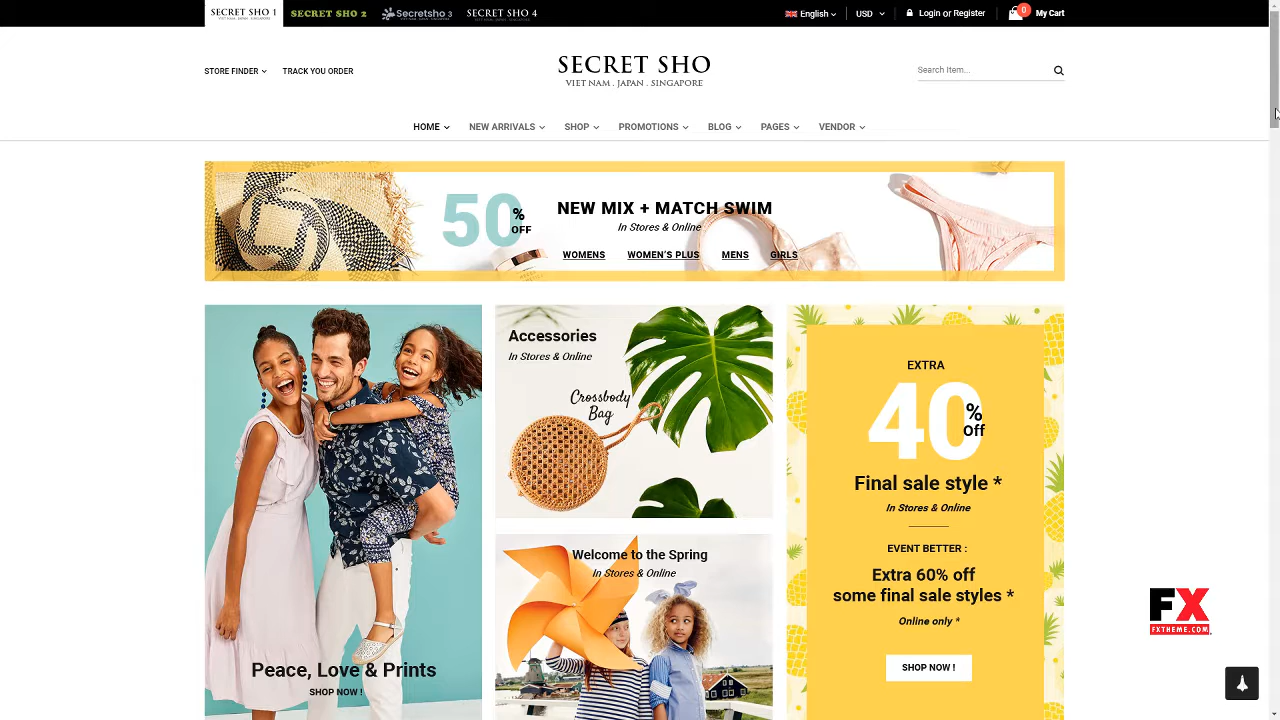 SECRET SHO 1
SECRET SHO 2
Secretsho 3
SECRET SHO 4
English
USD
Login or Register
0
My Cart
STORE FINDER
TRACK YOU ORDER
SECRET SHO
VIET NAM . JAPAN . SINGAPORE
Search Item...
HOME
NEW ARRIVALS
SHOP
PROMOTIONS
BLOG
PAGES
VENDOR
50% OFF
NEW MIX + MATCH SWIM
In Stores & Online
WOMENS
WOMEN'S PLUS
MENS
GIRLS
Peace, Love & Prints
SHOP NOW !
Accessories
In Stores & Online
Crossbody
Bag
Welcome to the Spring
In Stores & Online
EXTRA
40% Off
Final sale style *
In Stores & Online
EVENT BETTER :
Extra 60% off
some final sale styles *
Online only *
SHOP NOW !
FX
FXTHEME.COM